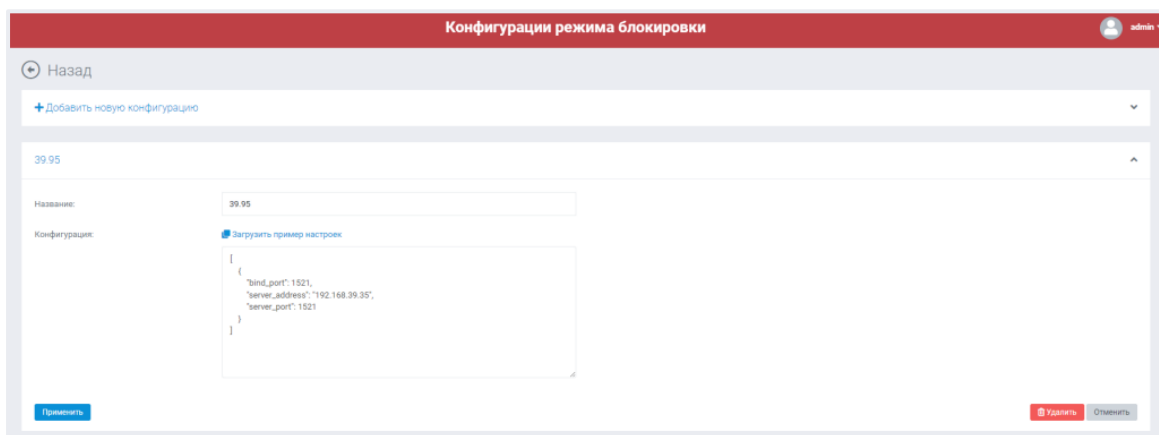 Конфигурации режима блокировки
admin
Назад
Добавить новую конфигурацию
39.95
Название:
39.95
Конфигурация:
Загрузить пример настроек
[
{
"bind_port": 1521,
"server_address": "192.168.39.35",
"server_port": 1521
}
]
Применить
Удалить
Отменить